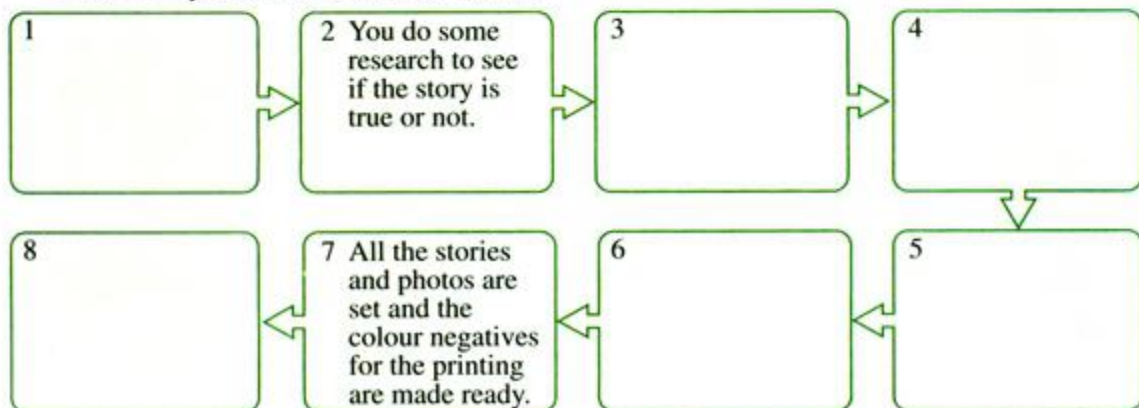 1
2 You do some
research to see
if the story is
true or not.
3
4
5
6
7 All the stories
and photos are
set and the
colour negatives
for the printing
are made ready.
8